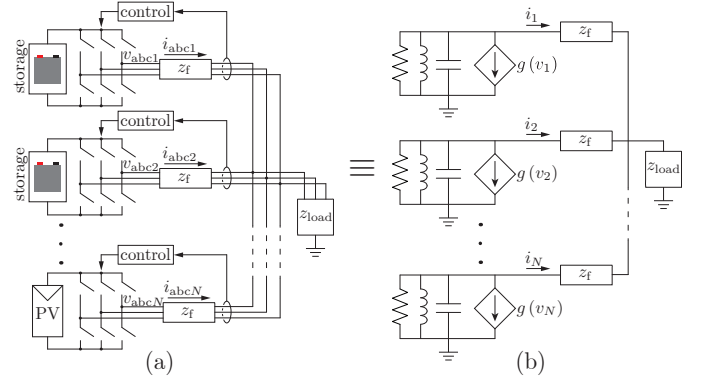 control
storage
v_abc1
i_abc1
z_f
control
storage
v_abc2
i_abc2
z_f
z_load
control
PV
v_abcN
i_abcN
z_f
(a)
≡
i_1
z_f
g (v_1)
i_2
z_f
g (v_2)
z_load
i_N
z_f
g (v_N)
(b)